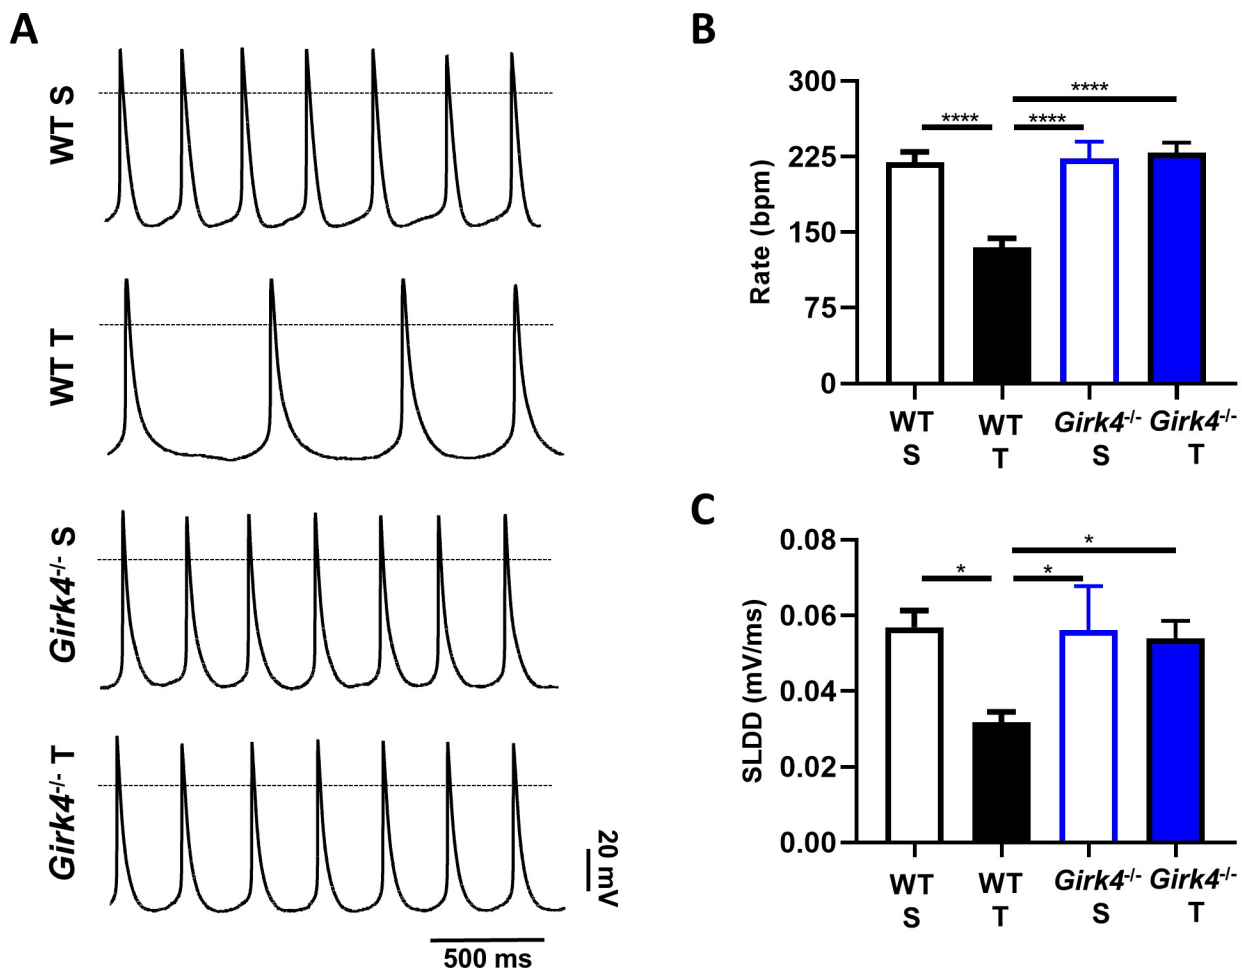 A
WT S
WT T
Girk4-/- S
Girk4-/- T
20 mV
500 ms
B
Rate (bpm)
300
225
150
75
0
****
**** ****
WT WT Girk4-/- Girk4-/-
S T S T
C
SLDD (mV/ms)
0.08
0.06
0.04
0.02
0.00
*
* *
WT WT Girk4-/- Girk4-/-
S T S T